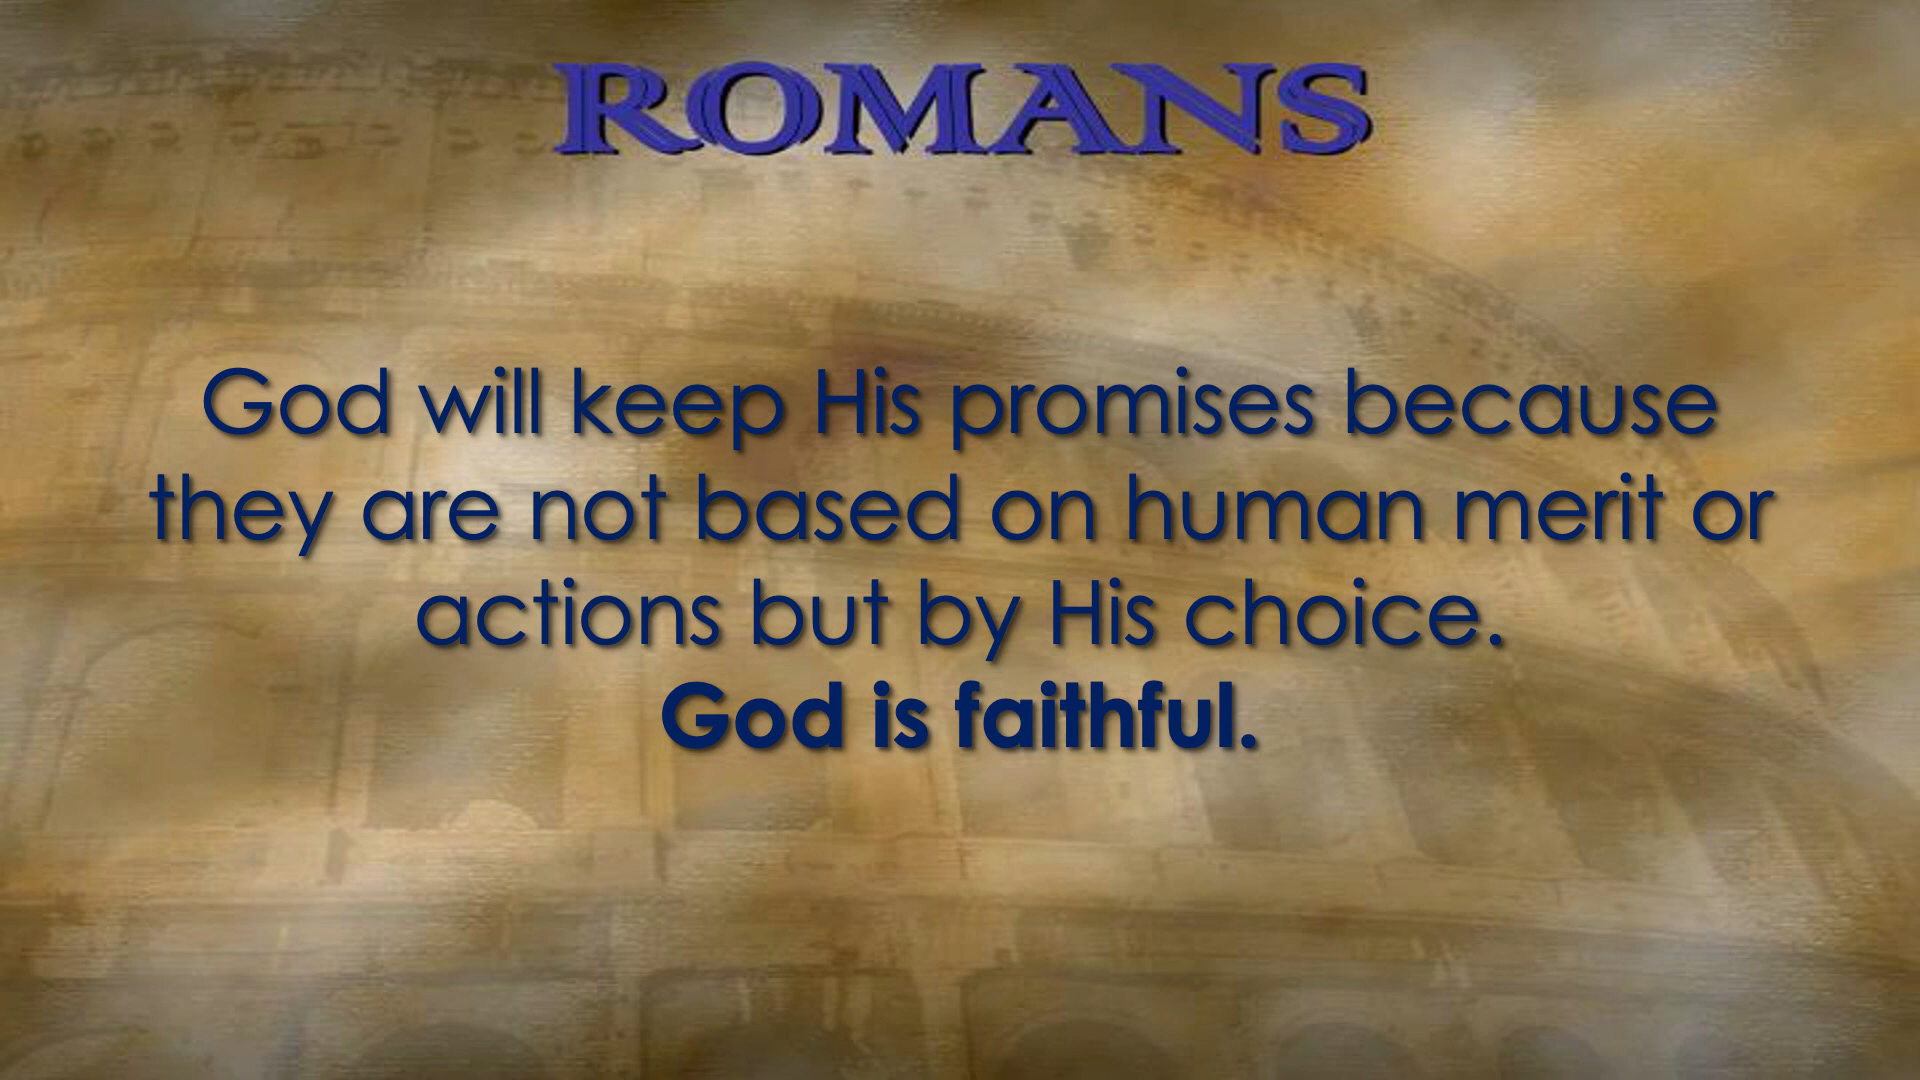 ROMANS
God will keep His promises because
they are not based on human merit or
actions but by His choice.
God is faithful.